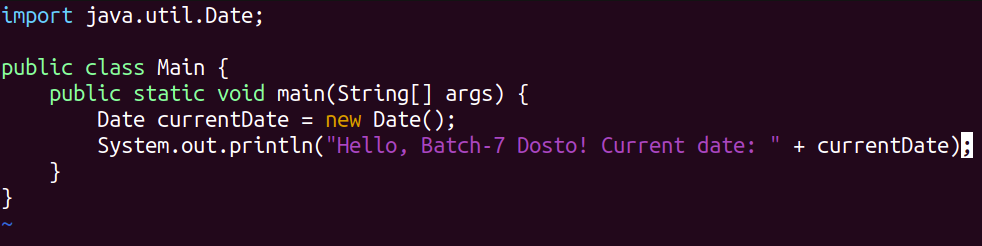 import java.util.Date;

public class Main {
    public static void main(String[] args) {
        Date currentDate = new Date();
        System.out.println("Hello, Batch-7 Dosto! Current date: " + currentDate);
    }
}
~